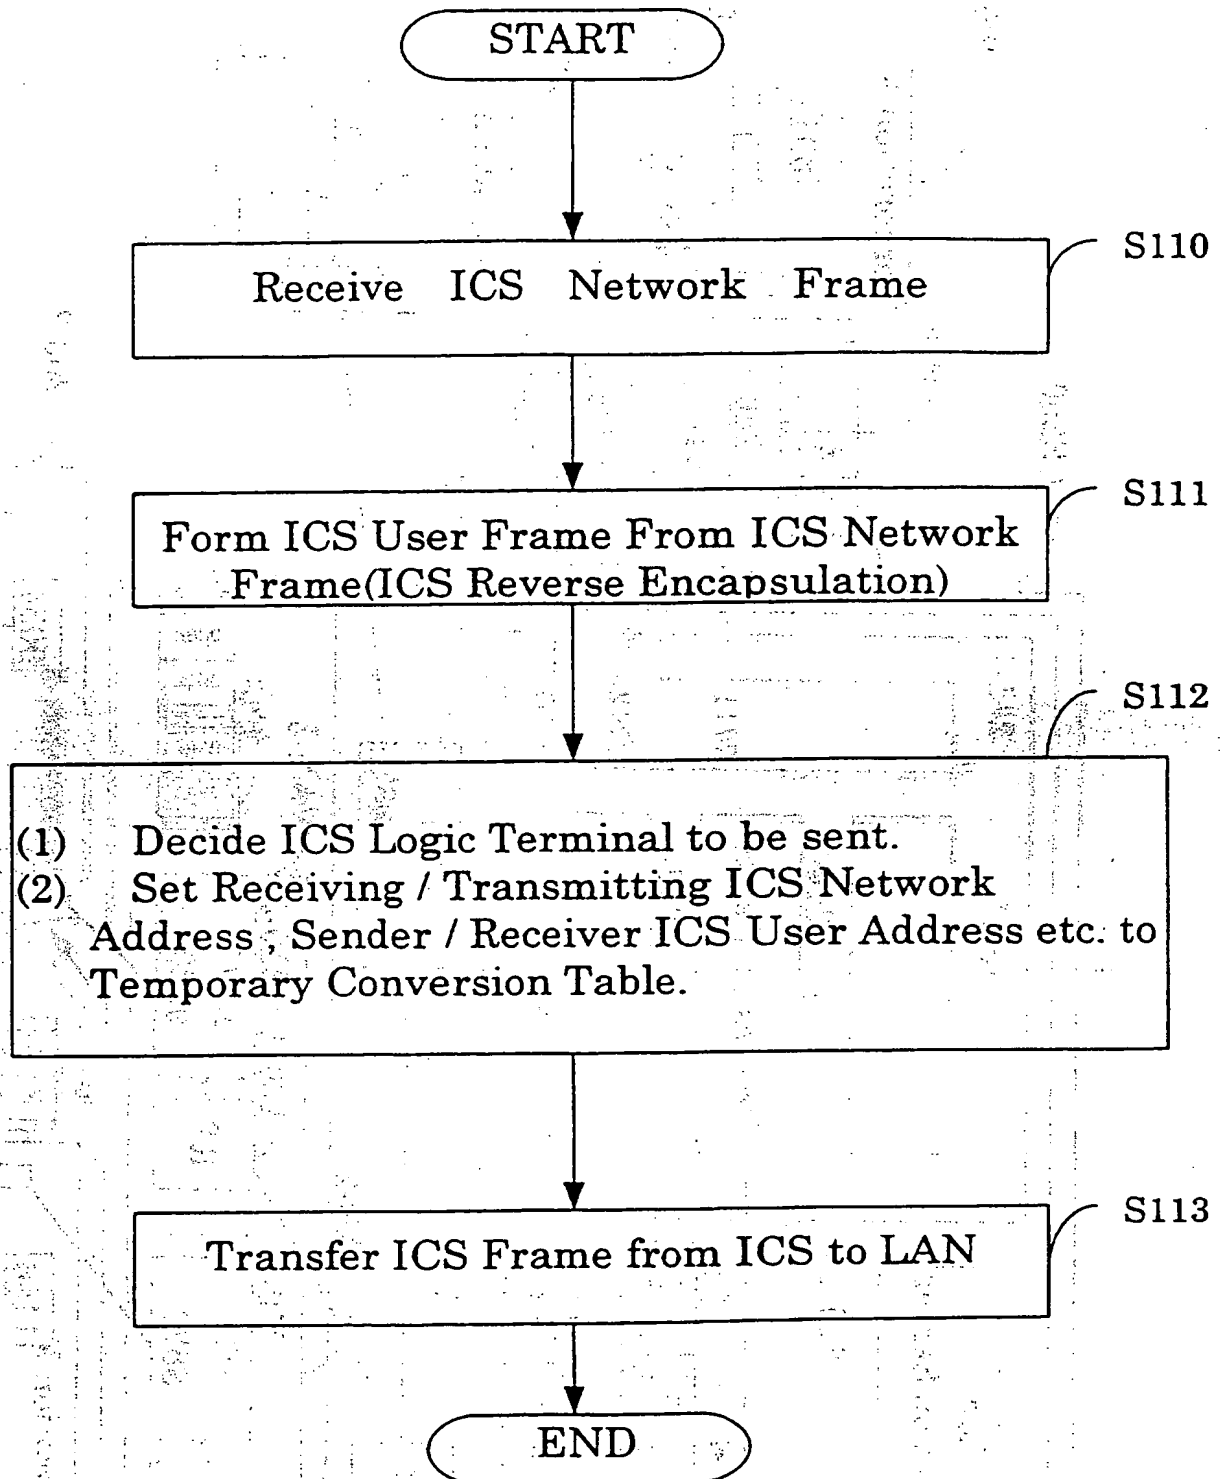 START
S110
Receive ICS Network Frame
S111
Form ICS User Frame From ICS Network
Frame(ICS Reverse Encapsulation)
S112
(1) Decide ICS Logic Terminal to be sent.
(2) Set Receiving / Transmitting ICS Network
Address , Sender / Receiver ICS User Address etc. to
Temporary Conversion Table.
S113
Transfer ICS Frame from ICS to LAN
END